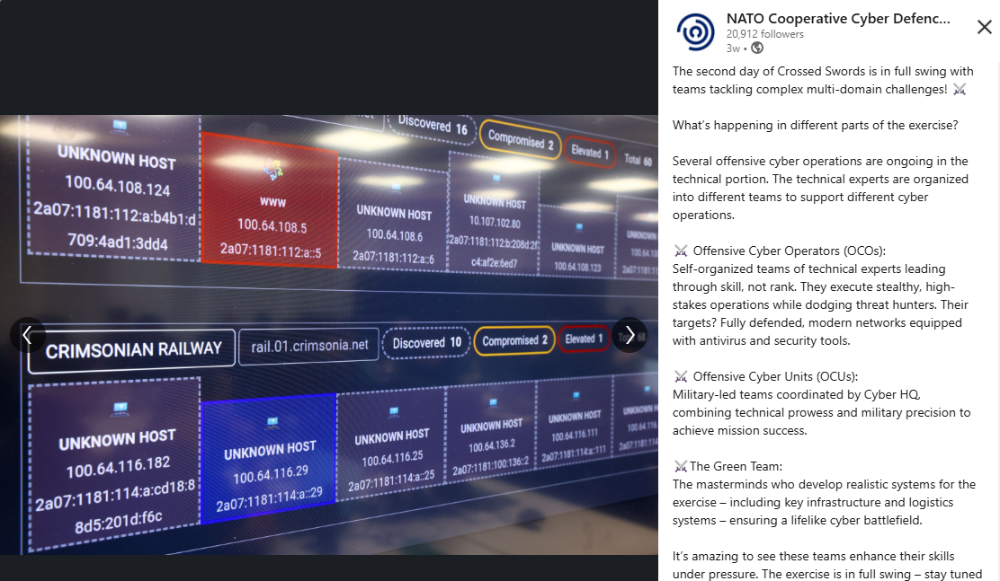 Discovered 16
Compromised 2
Elevated 1
Total 60
UNKNOWN HOST
100.64.108.124
2a07:1181:112:a:b4b1:d
709:4ad1:3dd4
www
100.64.108.5
2a07:1181:112:a::5
UNKNOWN HOST
100.64.108.6
2a07:1181:112:a::6
UNKNOWN HOST
10.107.102.80
2a07:1181:112:b:208d:2f
c4:af2e:6ed7
UNKNOWN HOST
100.64.108.123
CRIMSONIAN RAILWAY
rail.01.crimsonia.net
Discovered 10
Compromised 2
Elevated 1
UNKNOWN HOST
100.64.116.182
2a07:1181:114:a:cd18:8
8d5:201d:f6c
UNKNOWN HOST
100.64.116.29
2a07:1181:114:a::29
UNKNOWN HOST
100.64.116.25
2a07:1181:114:a::25
UNKNOWN HOST
100.64.136.2
2a07:1181:100:136::2
UNKNOWN HOST
100.64.116.111
2a07:1181:114:a::111
NATO Cooperative Cyber Defenc...
20,912 followers
3w •
The second day of Crossed Swords is in full swing with
teams tackling complex multi-domain challenges! ⚔️
What's happening in different parts of the exercise?
Several offensive cyber operations are ongoing in the
technical portion. The technical experts are organized
into different teams to support different cyber
operations.
⚔️ Offensive Cyber Operators (OCOs):
Self-organized teams of technical experts leading
through skill, not rank. They execute stealthy, high-
stakes operations while dodging threat hunters. Their
targets? Fully defended, modern networks equipped
with antivirus and security tools.
⚔️ Offensive Cyber Units (OCUs):
Military-led teams coordinated by Cyber HQ,
combining technical prowess and military precision to
achieve mission success.
⚔️The Green Team:
The masterminds who develop realistic systems for the
exercise – including key infrastructure and logistics
systems – ensuring a lifelike cyber battlefield.
It's amazing to see these teams enhance their skills
under pressure. The exercise is in full swing – stay tuned